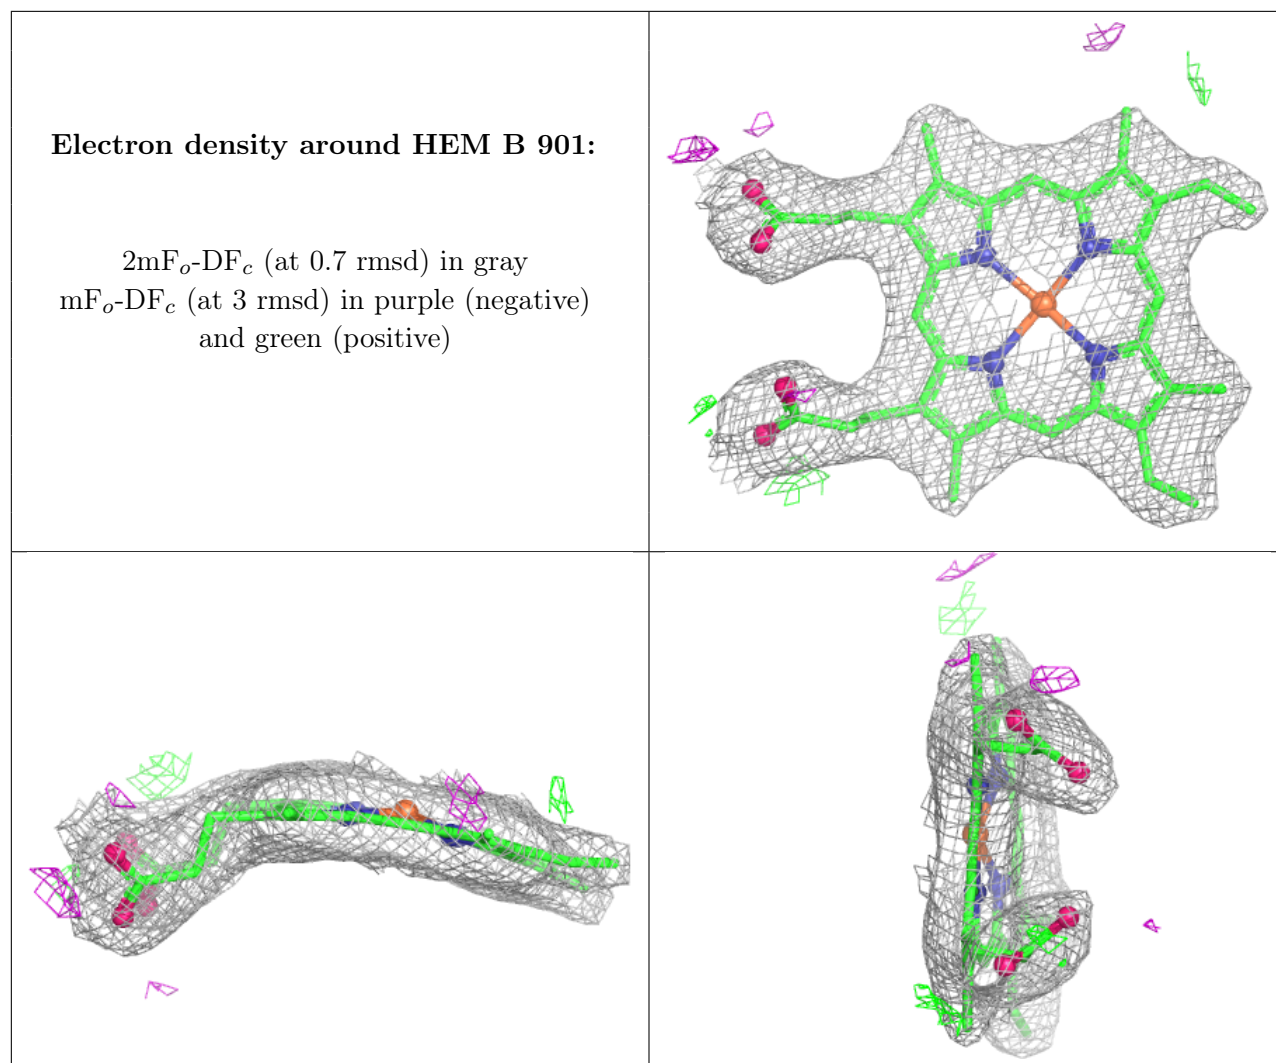 Electron density around HEM B 901:
2mFₒ-DF𝒸 (at 0.7 rmsd) in gray
mFₒ-DF𝒸 (at 3 rmsd) in purple (negative)
and green (positive)